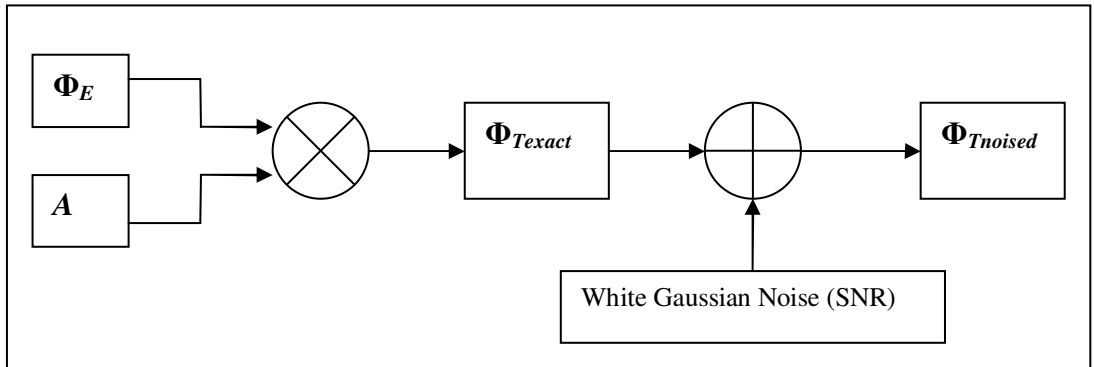 Φ_E
A
Φ_Texact
Φ_Tnoised
White Gaussian Noise (SNR)